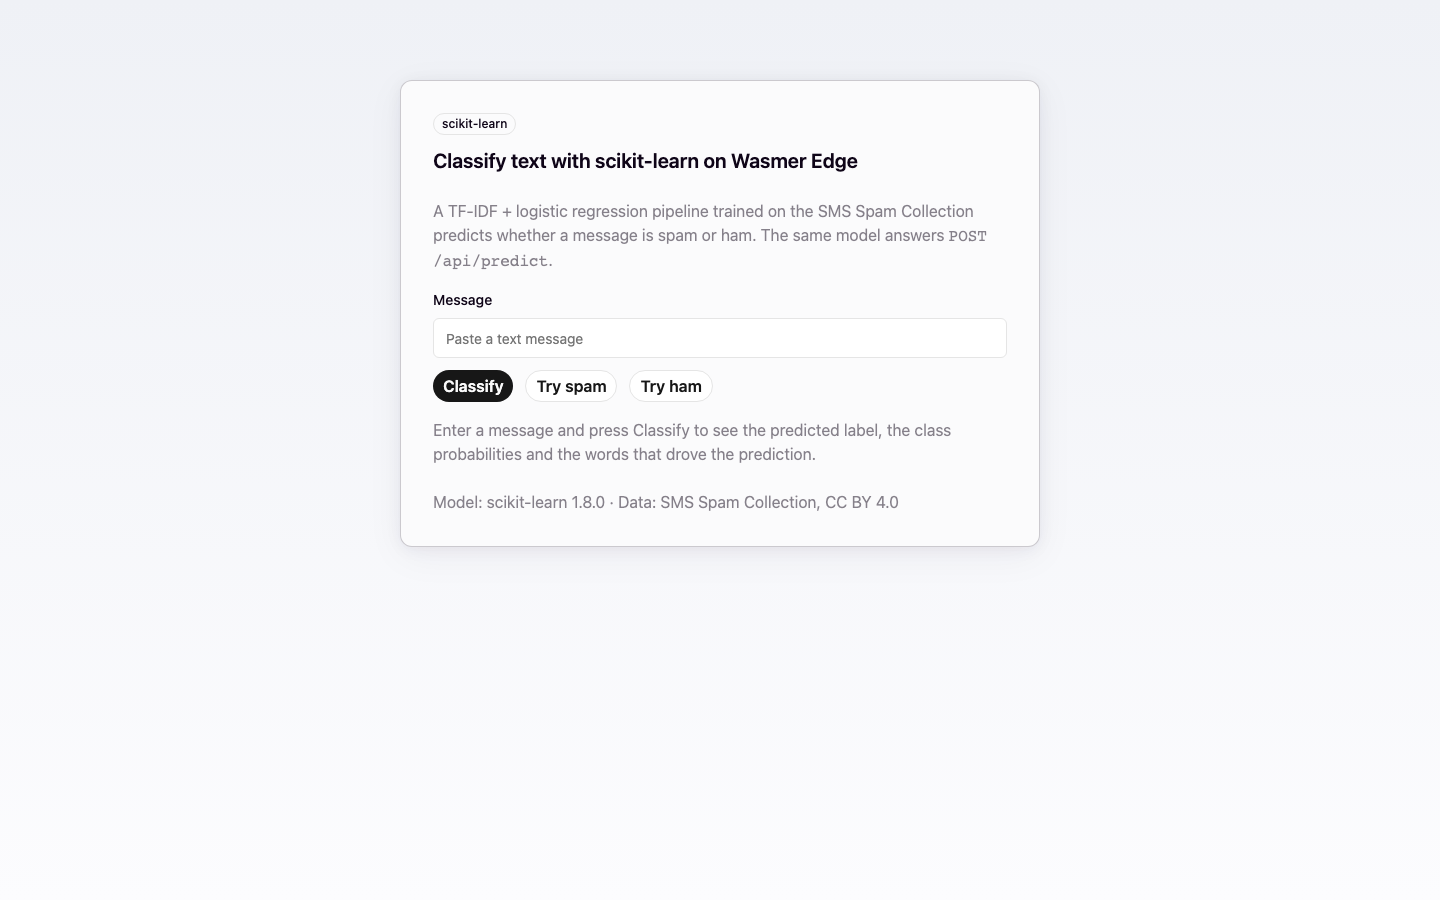 scikit-learn
Classify text with scikit-learn on Wasmer Edge
A TF-IDF + logistic regression pipeline trained on the SMS Spam Collection
predicts whether a message is spam or ham. The same model answers POST
/api/predict.
Message
Paste a text message
Classify Try spam Try ham
Enter a message and press Classify to see the predicted label, the class
probabilities and the words that drove the prediction.
Model: scikit-learn 1.8.0 · Data: SMS Spam Collection, CC BY 4.0